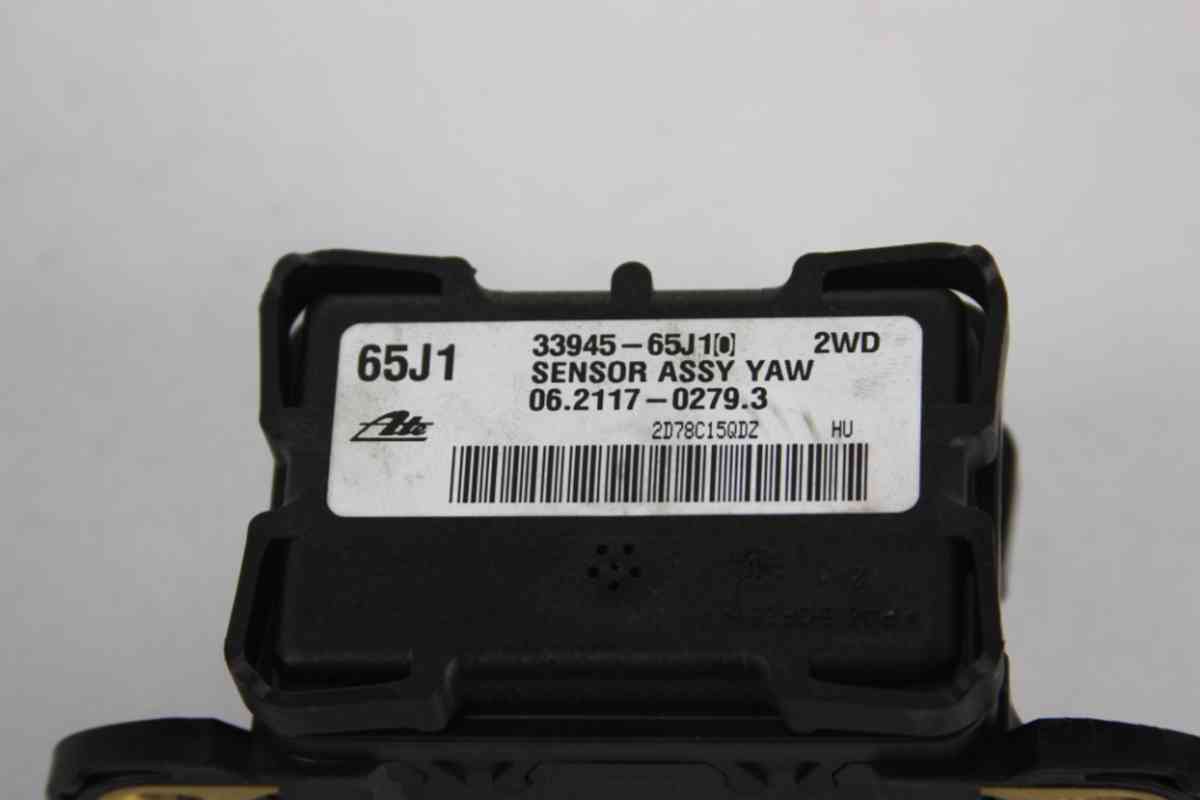 65J1
33945-65J1[0] 2WD
SENSOR ASSY YAW
06.2117-0279.3
Ate
2D78C15QDZ HU